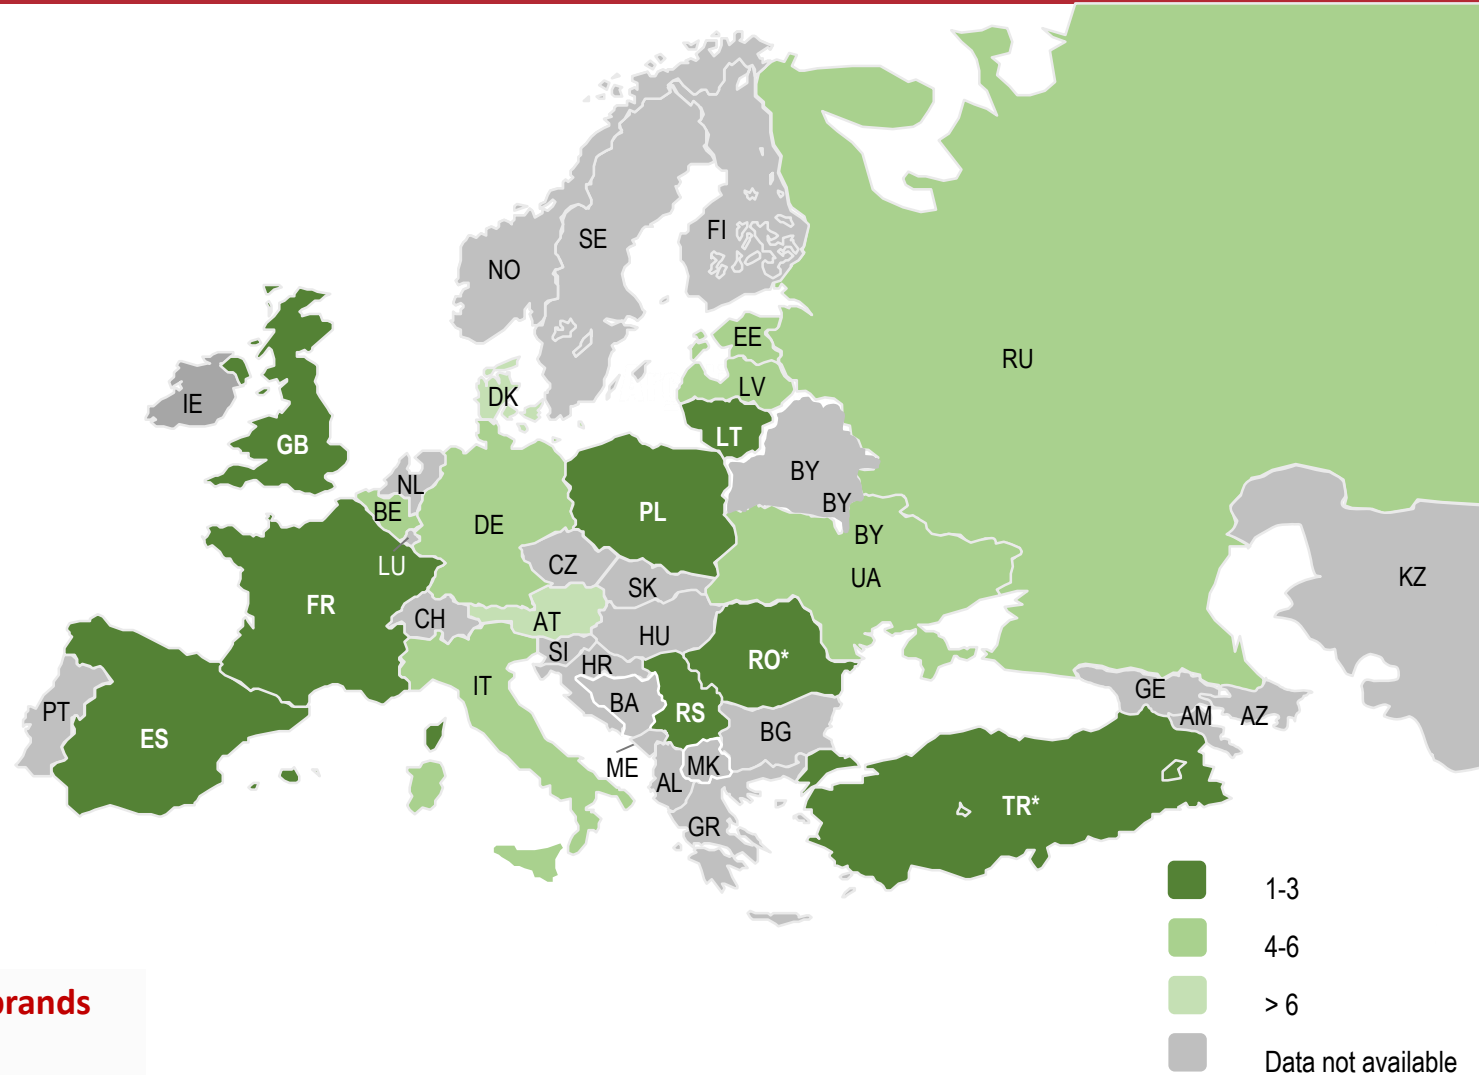 SE
FI
NO
EE
RU
LV
DK
IE
LT
GB
BY
NL
PL
BY
BE
DE
BY
CZ
LU
UA
KZ
SK
FR
CH
AT
HU
SI
HR
RO*
IT
GE
BA
PT
RS
AM
AZ
ES
BG
ME
MK
AL
TR*
GR
1-3
4-6
> 6
brands
Data not available